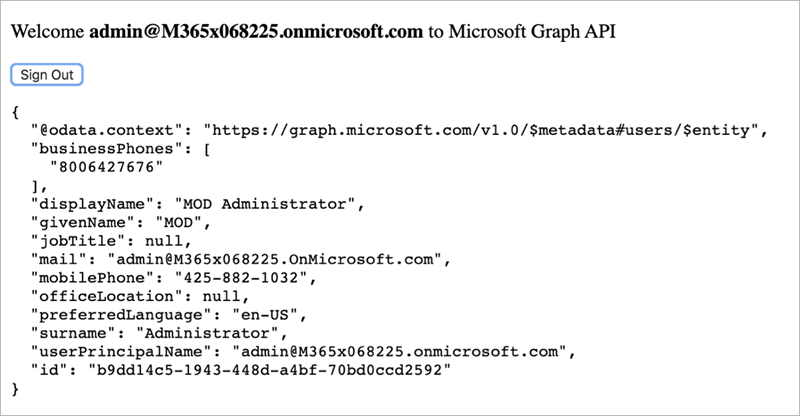 Welcome admin@M365x068225.onmicrosoft.com to Microsoft Graph API
Sign Out
{
  "@odata.context": "https://graph.microsoft.com/v1.0/$metadata#users/$entity",
  "businessPhones": [
    "8006427676"
  ],
  "displayName": "MOD Administrator",
  "givenName": "MOD",
  "jobTitle": null,
  "mail": "admin@M365x068225.OnMicrosoft.com",
  "mobilePhone": "425-882-1032",
  "officeLocation": null,
  "preferredLanguage": "en-US",
  "surname": "Administrator",
  "userPrincipalName": "admin@M365x068225.onmicrosoft.com",
  "id": "b9dd14c5-1943-448d-a4bf-70bd0ccd2592"
}